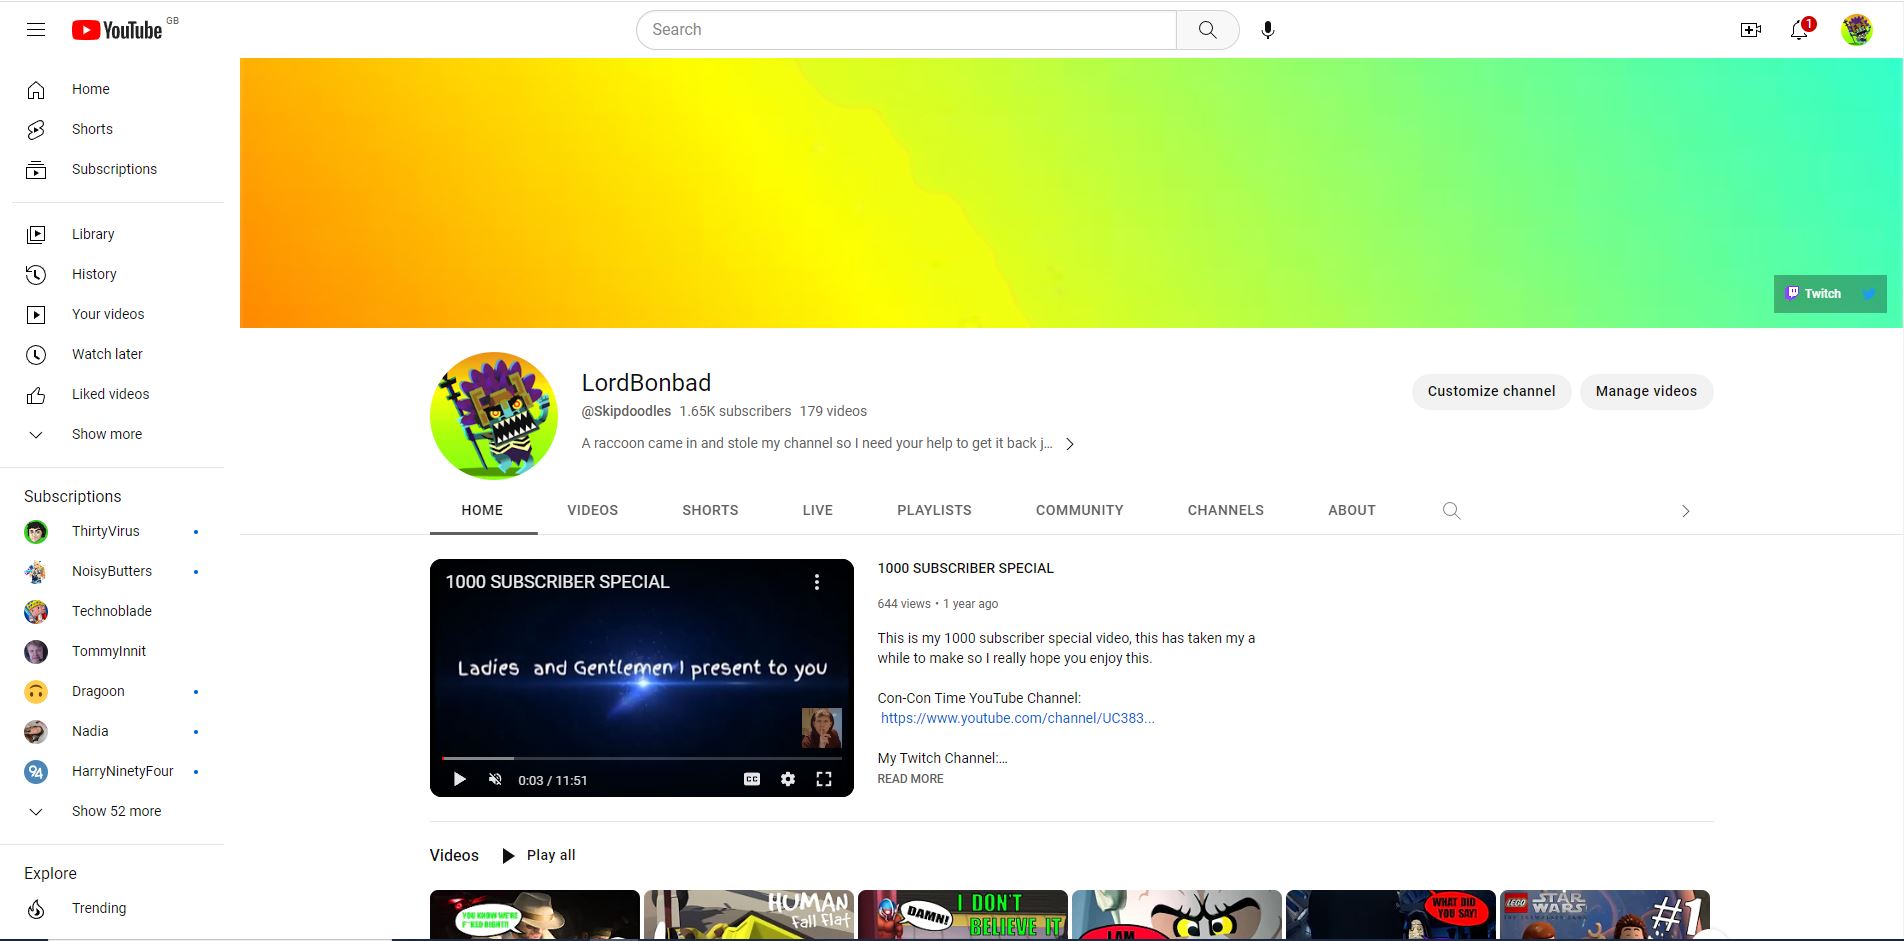 YouTube GB
Search
1
Home
Shorts
Subscriptions
Library
History
Your videos
Watch later
Liked videos
Show more
Subscriptions
ThirtyVirus
NoisyButters
Technoblade
TommyInnit
Dragoon
Nadia
HarryNinetyFour
Show 52 more
Explore
Trending
Twitch
LordBonbad
@Skipdoodles 1.65K subscribers 179 videos
A raccoon came in and stole my channel so I need your help to get it back j...
Customize channel Manage videos
HOME VIDEOS SHORTS LIVE PLAYLISTS COMMUNITY CHANNELS ABOUT
1000 SUBSCRIBER SPECIAL
Ladies and Gentlemen I present to you
0:03 / 11:51
CC
1000 SUBSCRIBER SPECIAL
644 views • 1 year ago
This is my 1000 subscriber special video, this has taken my a
while to make so I really hope you enjoy this.
Con-Con Time YouTube Channel:
https://www.youtube.com/channel/UC383...
My Twitch Channel:...
READ MORE
Videos Play all
YOU KNOW WE'RE
F**KED RIGHT?!
HUMAN
fall flat
DAMN!
I DON'T
BELIEVE IT
I AM
WHAT DID
YOU SAY!
LEGO STAR
WARS
#1